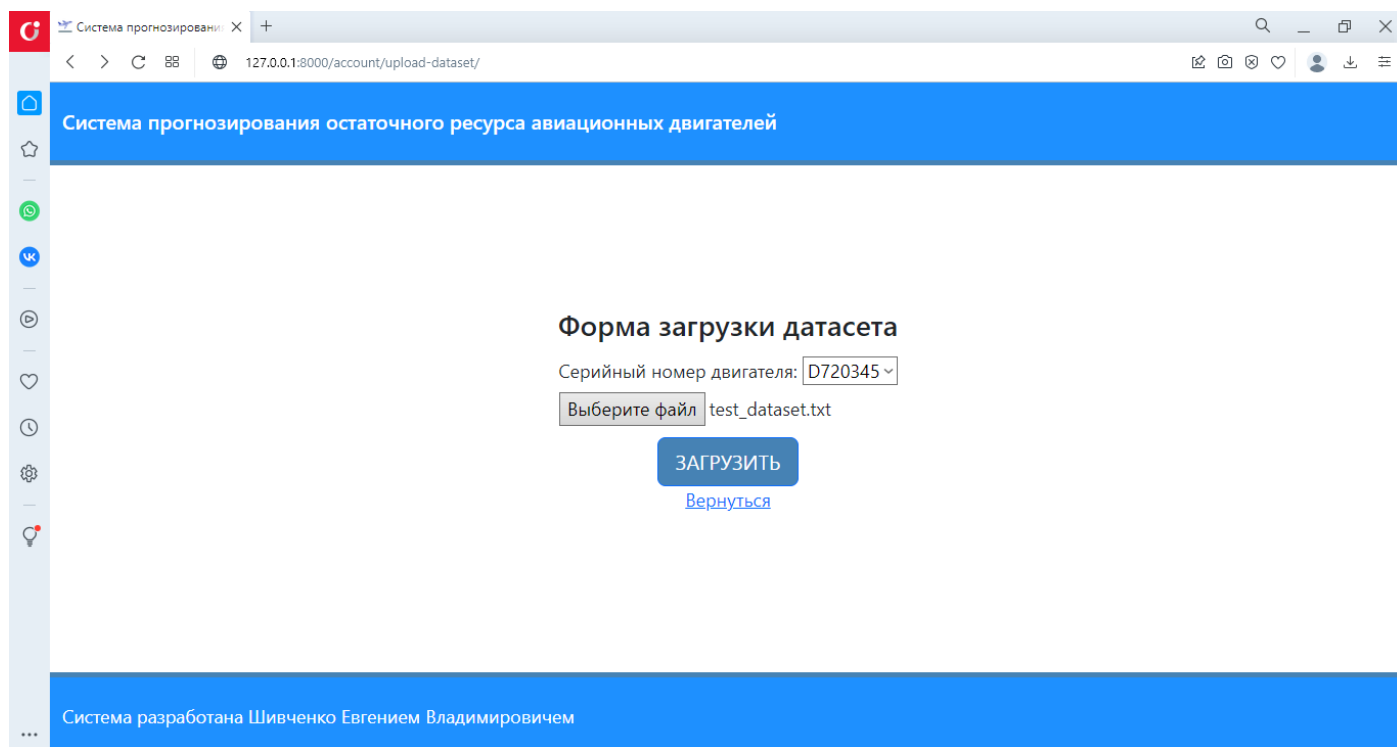 Система прогнозирования
127.0.0.1:8000/account/upload-dataset/
Система прогнозирования остаточного ресурса авиационных двигателей
Форма загрузки датасета
Серийный номер двигателя: D720345
Выберите файл test_dataset.txt
ЗАГРУЗИТЬ
Вернуться
Система разработана Шивченко Евгением Владимировичем